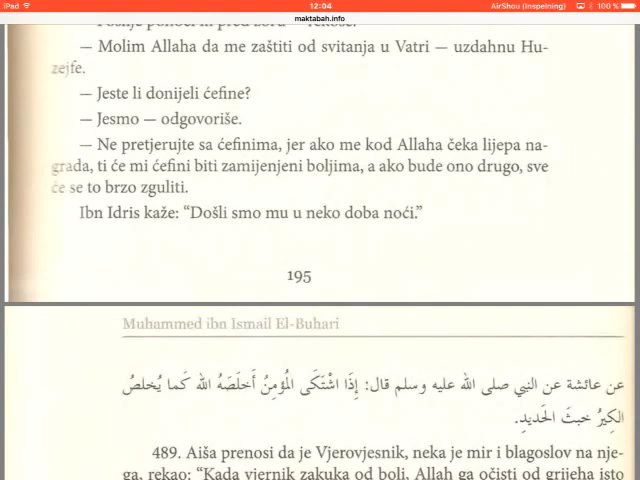 iPad
12:04
AirShou (Inspelning)
100 %
maktabah.info
— Molim Allaha da me zaštiti od svitanja u Vatri — uzdahnu Hu-
zejfe.
— Jeste li donijeli ćefine?
— Jesmo — odgovoriše.
— Ne pretjerujte sa ćefinima, jer ako me kod Allaha čeka lijepa na-
grada, ti će mi ćefini biti zamijenjeni boljima, a ako bude ono drugo, sve
će se to brzo zguliti.
Ibn Idris kaže: “Došli smo mu u neko doba noći.”
195
Muhammed ibn Ismail El-Buhari
عن عائشة عن النبي صلى الله عليه وسلم قال: إِذَا اشْتَكَى المُؤمِنُ أَخلَصَهُ الله كَما يُخلصُ
الكِيرُ خبثَ الحَديدِ.
489. Aiša prenosi da je Vjerovjesnik, neka je mir i blagoslov na nje-
ga, rekao: “Kada vjernik zakuka od boli, Allah ga očisti od grijeha isto